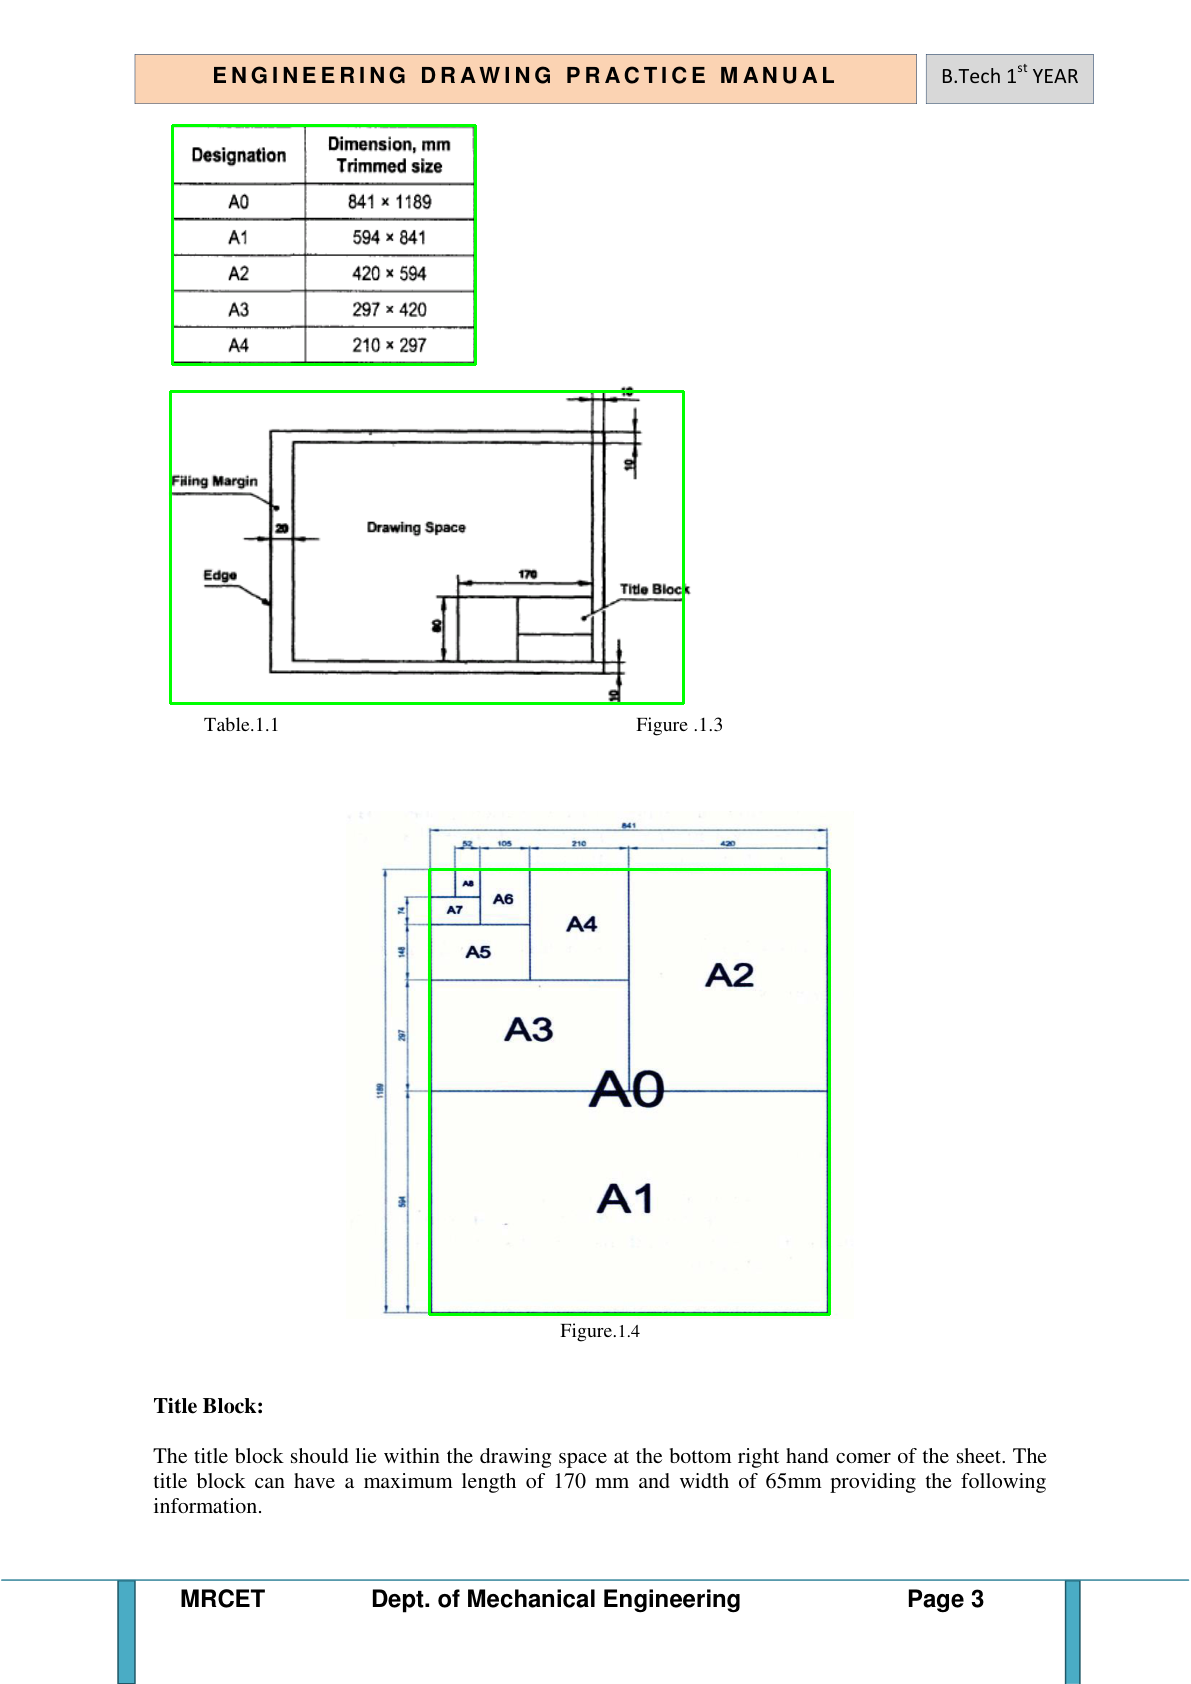 ENGINEERING DRAWING PRACTICE MANUAL
B.Tech 1st YEAR
Designation Dimension, mm Trimmed size
A0 841 × 1189
A1 594 × 841
A2 420 × 594
A3 297 × 420
A4 210 × 297
10
Filing Margin
20
Drawing Space
Edge
170
Title Block
10
Table.1.1 Figure .1.3
841
52 105 210 420
A8
A7
A6
A4
A5
A2
A3
A0
A1
74
148
297
1189
594
Figure.1.4
Title Block:
The title block should lie within the drawing space at the bottom right hand comer of the sheet. The
title block can have a maximum length of 170 mm and width of 65mm providing the following
information.
MRCET Dept. of Mechanical Engineering Page 3